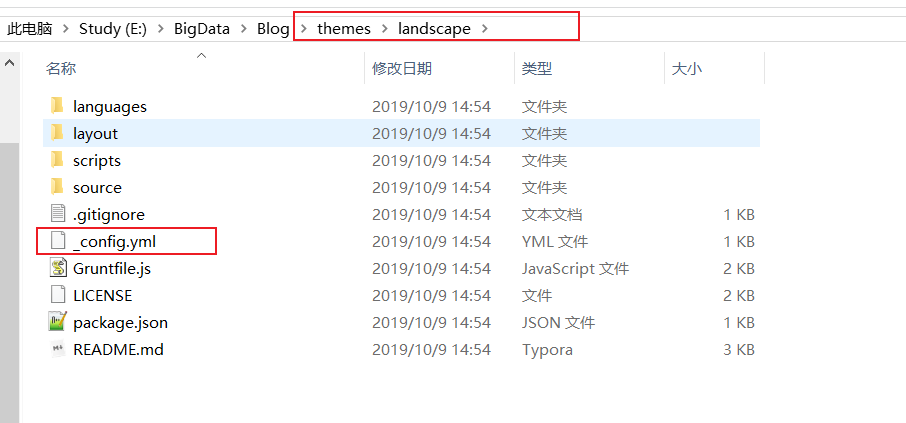 此电脑 > Study (E:) > BigData > Blog > themes > landscape >
名称 修改日期 类型 大小
languages 2019/10/9 14:54 文件夹
layout 2019/10/9 14:54 文件夹
scripts 2019/10/9 14:54 文件夹
source 2019/10/9 14:54 文件夹
.gitignore 2019/10/9 14:54 文本文档 1 KB
_config.yml 2019/10/9 14:54 YML 文件 1 KB
Gruntfile.js 2019/10/9 14:54 JavaScript 文件 2 KB
LICENSE 2019/10/9 14:54 文件 2 KB
package.json 2019/10/9 14:54 JSON 文件 1 KB
README.md 2019/10/9 14:54 Typora 3 KB